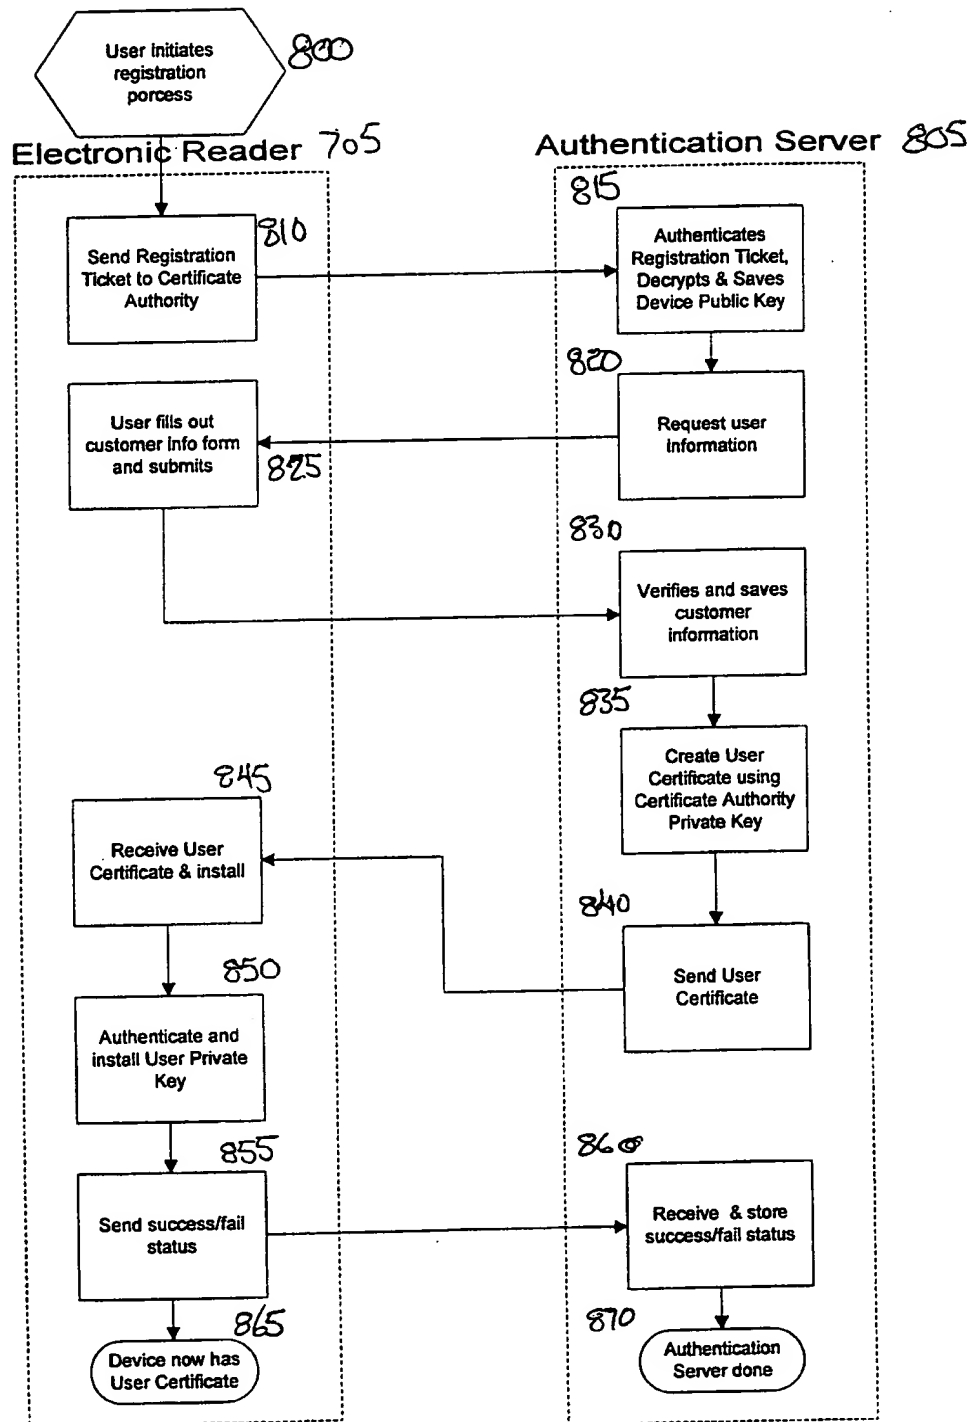 User initiates
registration
porcess
800
Electronic Reader 705
Authentication Server 805
810
Send Registration
Ticket to Certificate
Authority
815
Authenticates
Registration Ticket,
Decrypts & Saves
Device Public Key
820
Request user
information
User fills out
customer info form
and submits
825
830
Verifies and saves
customer
information
835
Create User
Certificate using
Certificate Authority
Private Key
840
Send User
Certificate
845
Receive User
Certificate & install
850
Authenticate and
install User Private
Key
855
Send success/fail
status
860
Receive & store
success/fail status
865
Device now has
User Certificate
870
Authentication
Server done